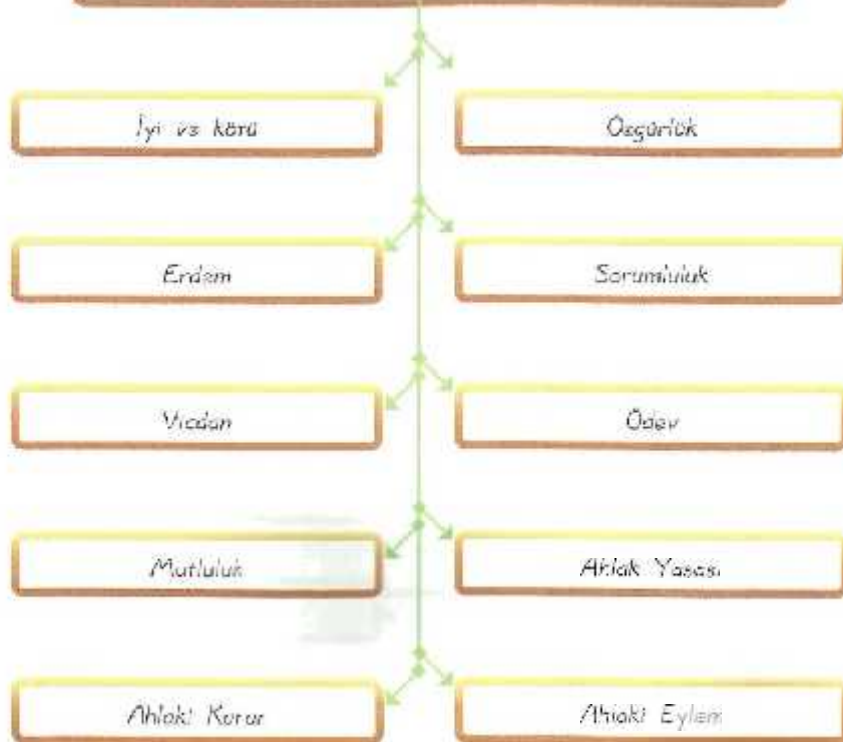 İyi ve kötü
Özgürlük
Erdem
Sorumluluk
Vicdan
Ödev
Mutluluk
Ahlak Yasası
Ahlaki Karar
Ahlaki Eylem